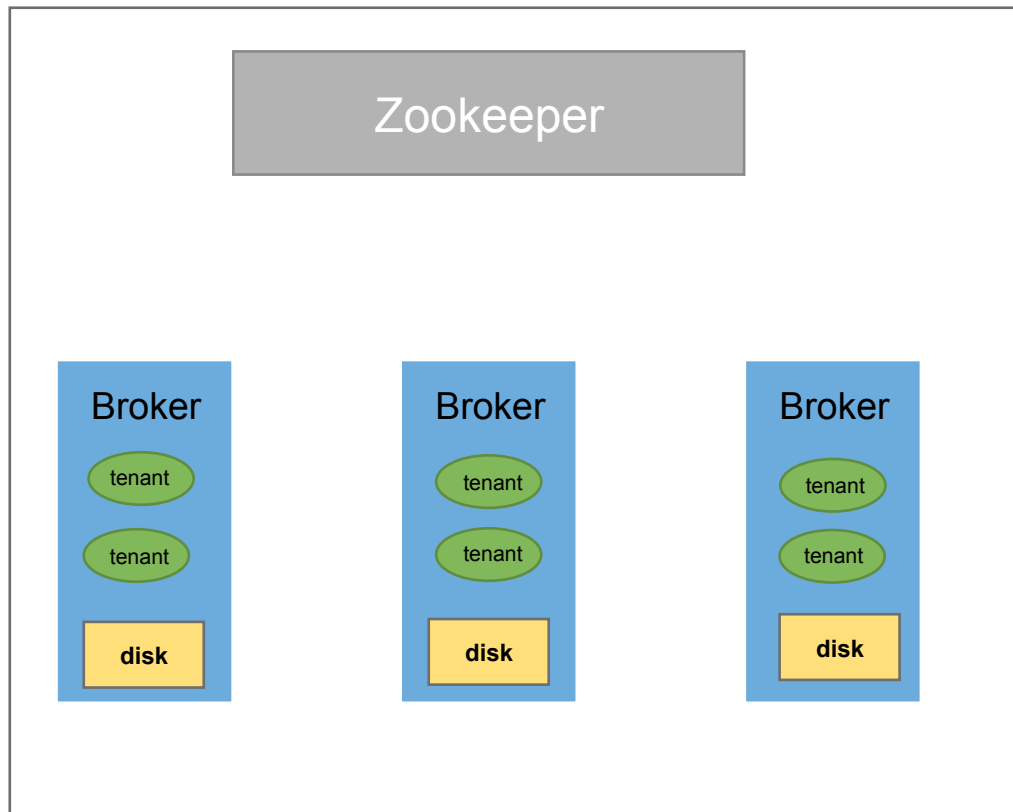 Zookeeper
Broker
tenant
tenant
disk
Broker
tenant
tenant
disk
Broker
tenant
tenant
disk